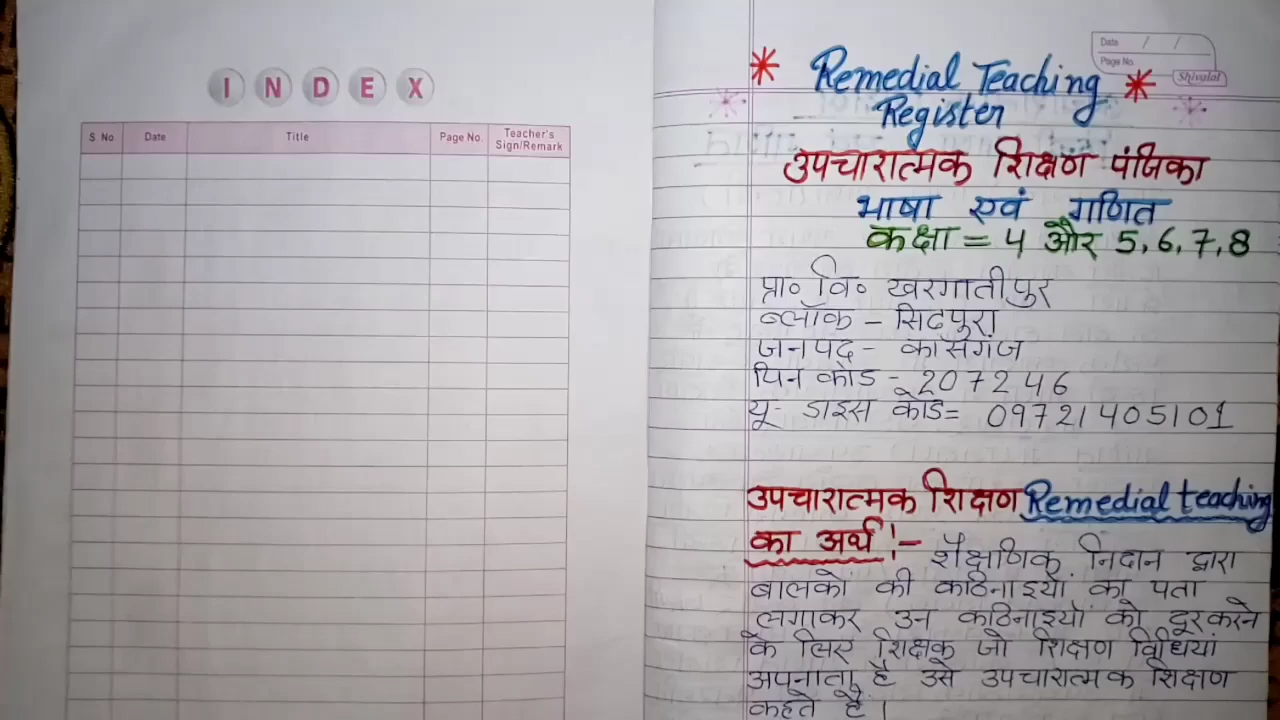 INDEX
S No Date Title Page No. Teacher's Sign/Remark
Date / /
Page No.
Shivalal
Remedial Teaching
Register
उपचारात्मक शिक्षण पंजिका
भाषा एवं गणित
कक्षा = 4 और 5, 6, 7, 8
प्रा० वि० खरगातीपुर
ब्लॉक - सिढपुरा
जनपद - कासगंज
पिन कोड - 207246
यू- डाइस कोड= 09721405101
उपचारात्मक शिक्षण Remedial teaching
का अर्थ !- शैक्षणिक निदान द्वारा
बालकों की कठिनाइयों का पता
लगाकर उन कठिनाइयों को दूर करने
के लिए शिक्षक जो शिक्षण विधियां
अपनाता है उसे उपचारात्मक शिक्षण
कहते है ।